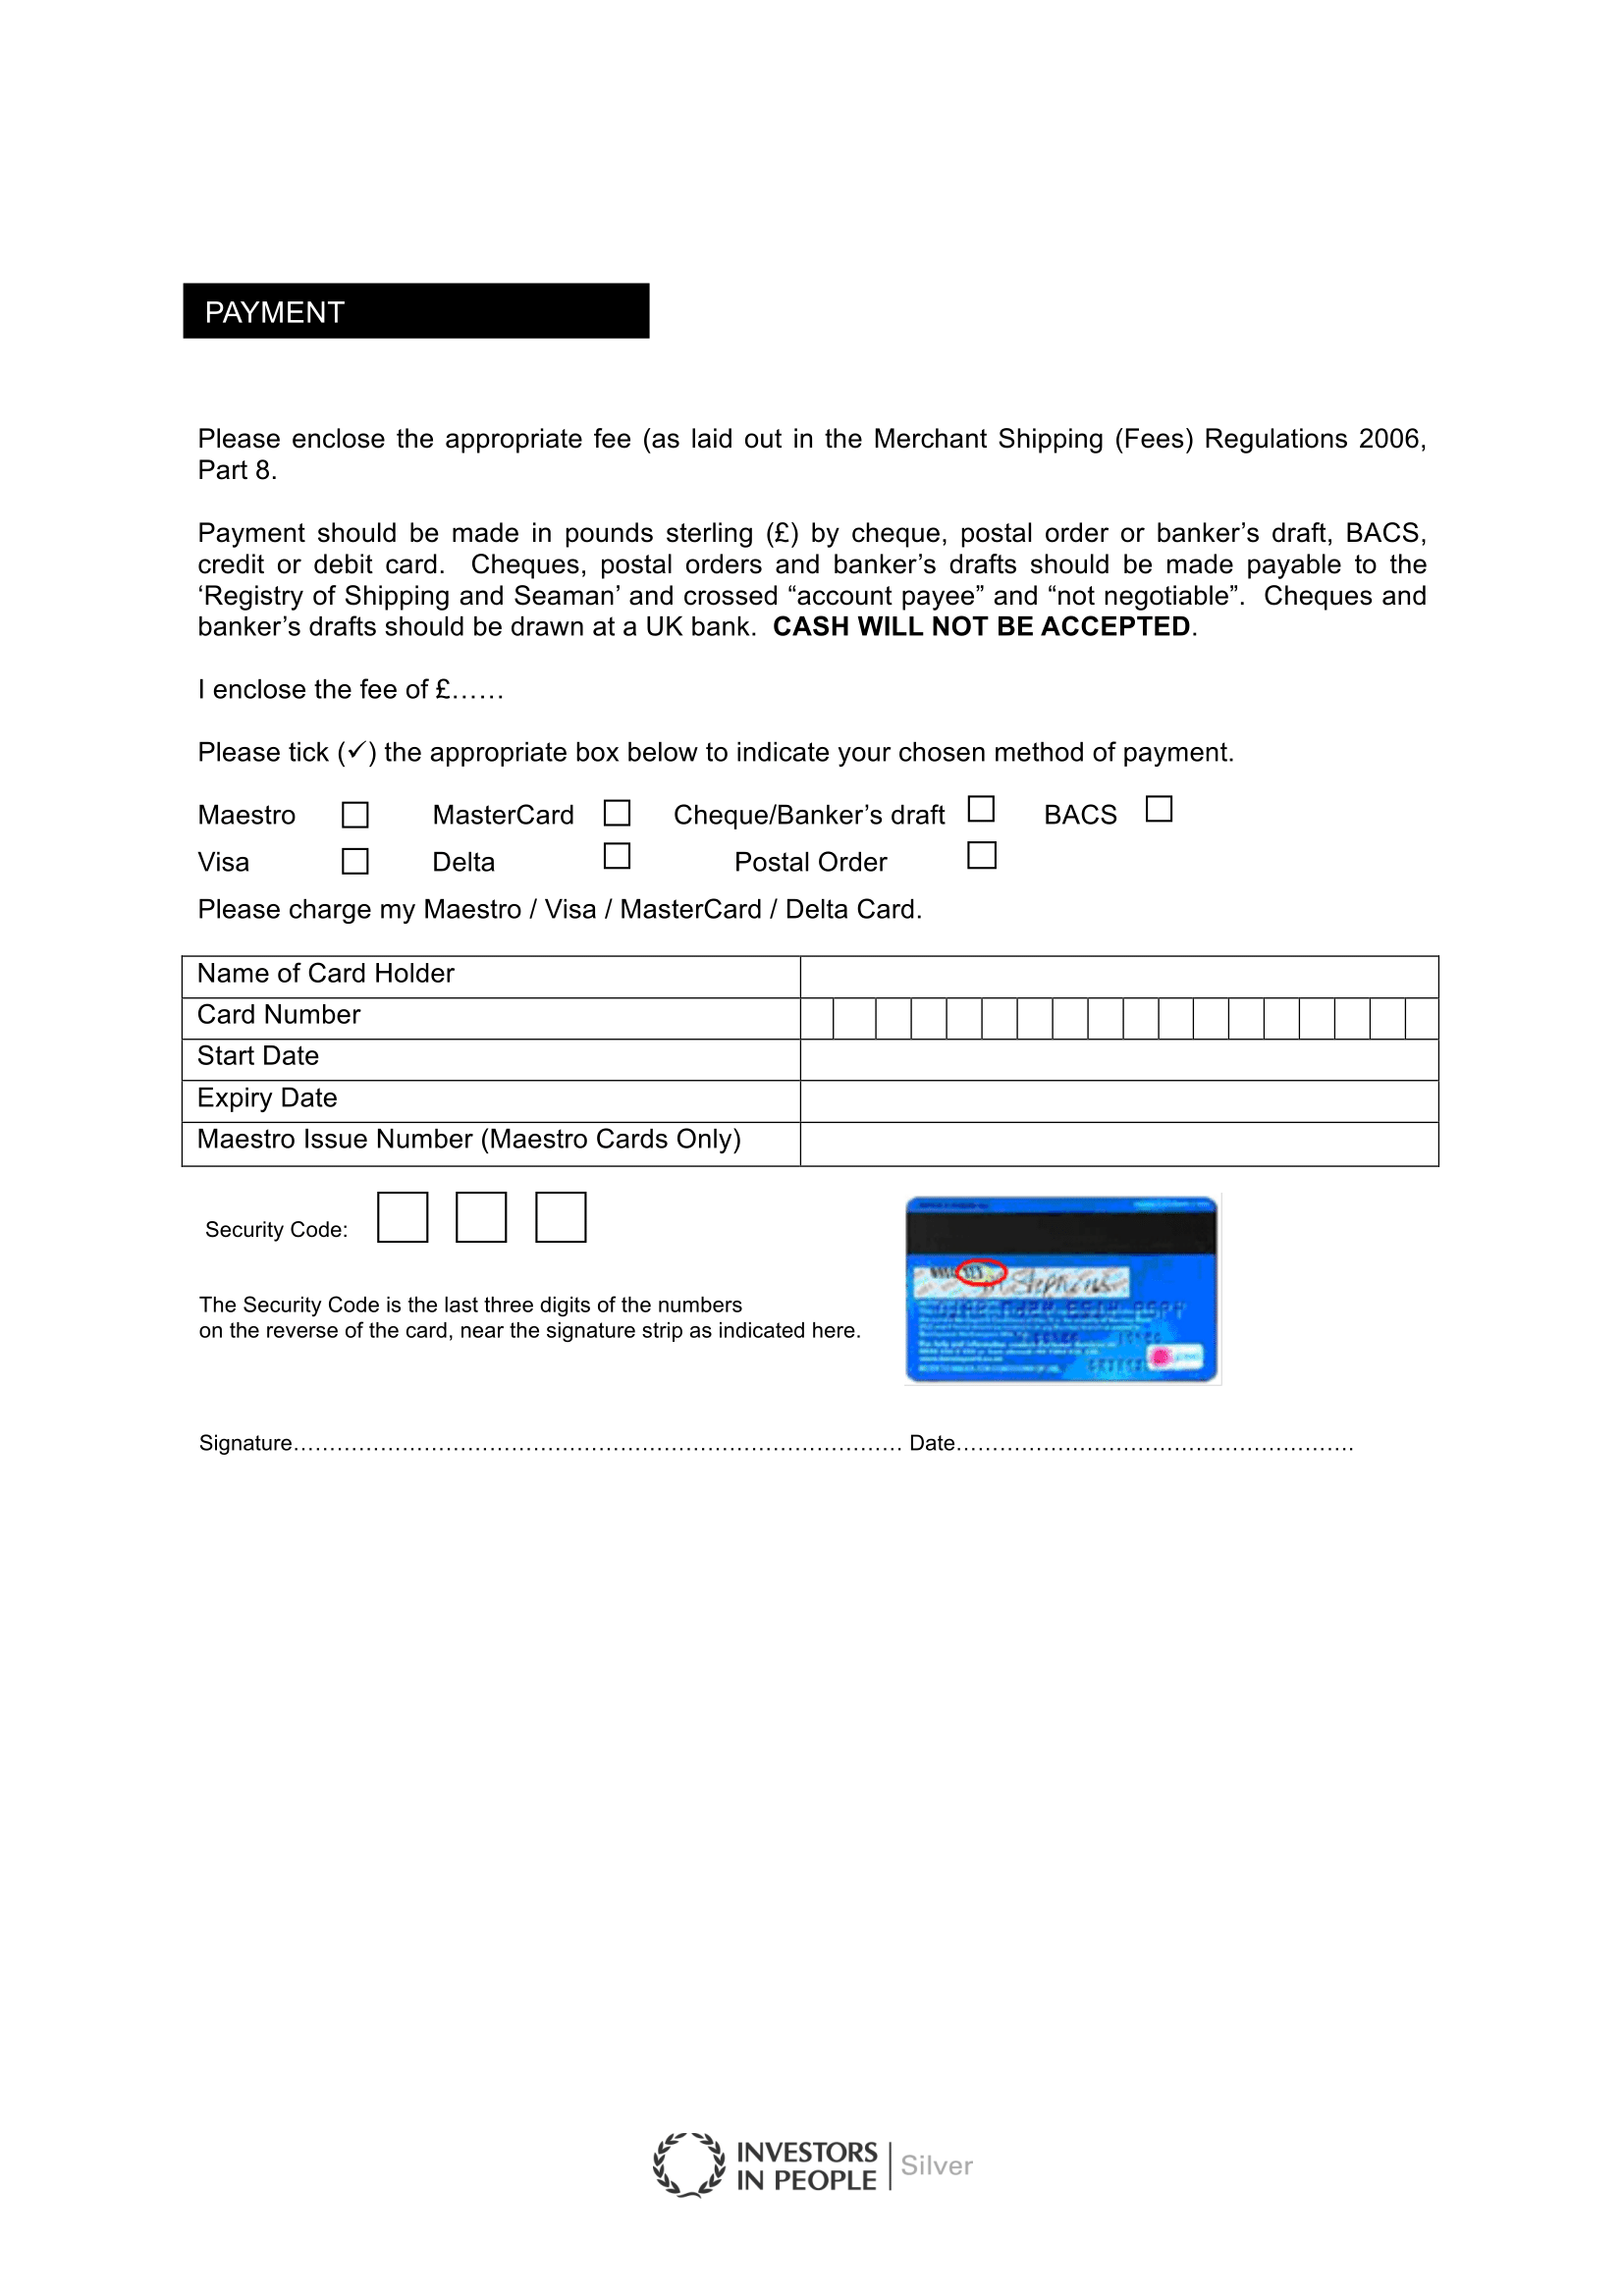 PAYMENT
Please enclose the appropriate fee (as laid out in the Merchant Shipping (Fees) Regulations 2006,
Part 8.
Payment should be made in pounds sterling (£) by cheque, postal order or banker’s draft, BACS,
credit or debit card.  Cheques, postal orders and banker’s drafts should be made payable to the
‘Registry of Shipping and Seaman’ and crossed “account payee” and “not negotiable”.  Cheques and
banker’s drafts should be drawn at a UK bank.  CASH WILL NOT BE ACCEPTED.
I enclose the fee of £……
Please tick (✓) the appropriate box below to indicate your chosen method of payment.
Maestro ☐ MasterCard ☐ Cheque/Banker’s draft ☐ BACS ☐
Visa ☐ Delta ☐ Postal Order ☐
Please charge my Maestro / Visa / MasterCard / Delta Card.
Name of Card Holder
Card Number
Start Date
Expiry Date
Maestro Issue Number (Maestro Cards Only)
Security Code:
The Security Code is the last three digits of the numbers
on the reverse of the card, near the signature strip as indicated here.
Signature………………………………………………………………………… Date………………………………………………
INVESTORS
IN PEOPLE | Silver